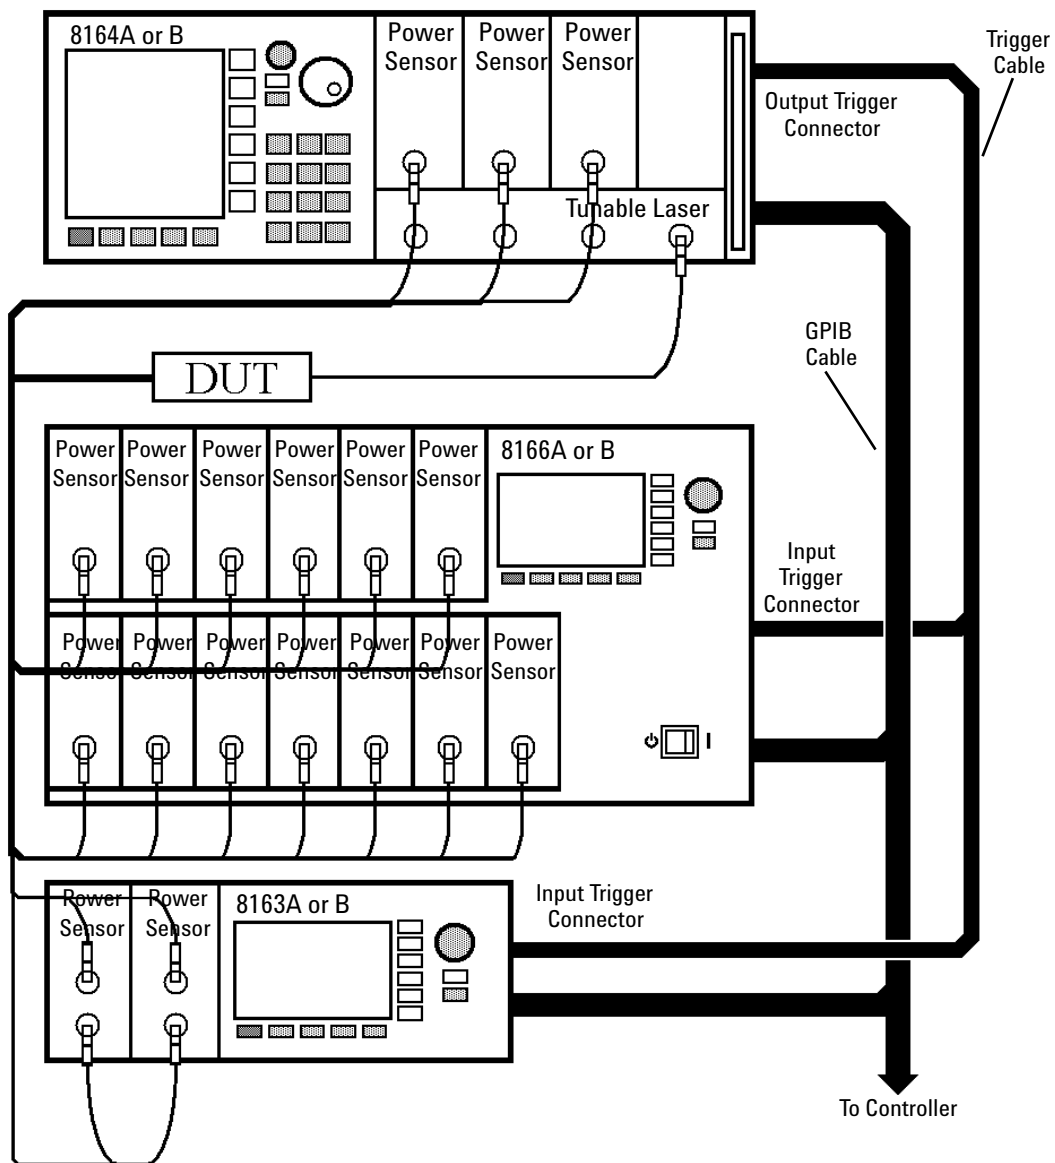 8164A or B
Power
Sensor
Power
Sensor
Power
Sensor
Tunable Laser
Output Trigger
Connector
Trigger
Cable
GPIB
Cable
DUT
Power
Sensor
Power
Sensor
Power
Sensor
Power
Sensor
Power
Sensor
Power
Sensor
8166A or B
Input
Trigger
Connector
Power
Sensor
Power
Sensor
Power
Sensor
Power
Sensor
Power
Sensor
Power
Sensor
Power
Sensor
Power
Sensor
Power
Sensor
8163A or B
Input Trigger
Connector
To Controller